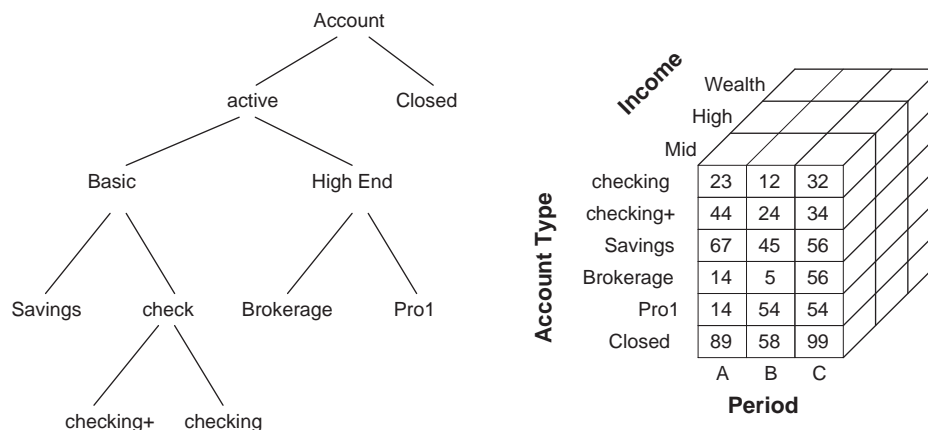 Account
active Closed
Basic High End
Savings check Brokerage Pro1
checking+ checking
Income
Wealth
High
Mid
Account Type
checking 23 12 32
checking+ 44 24 34
Savings 67 45 56
Brokerage 14 5 56
Pro1 14 54 54
Closed 89 58 99
A B C
Period